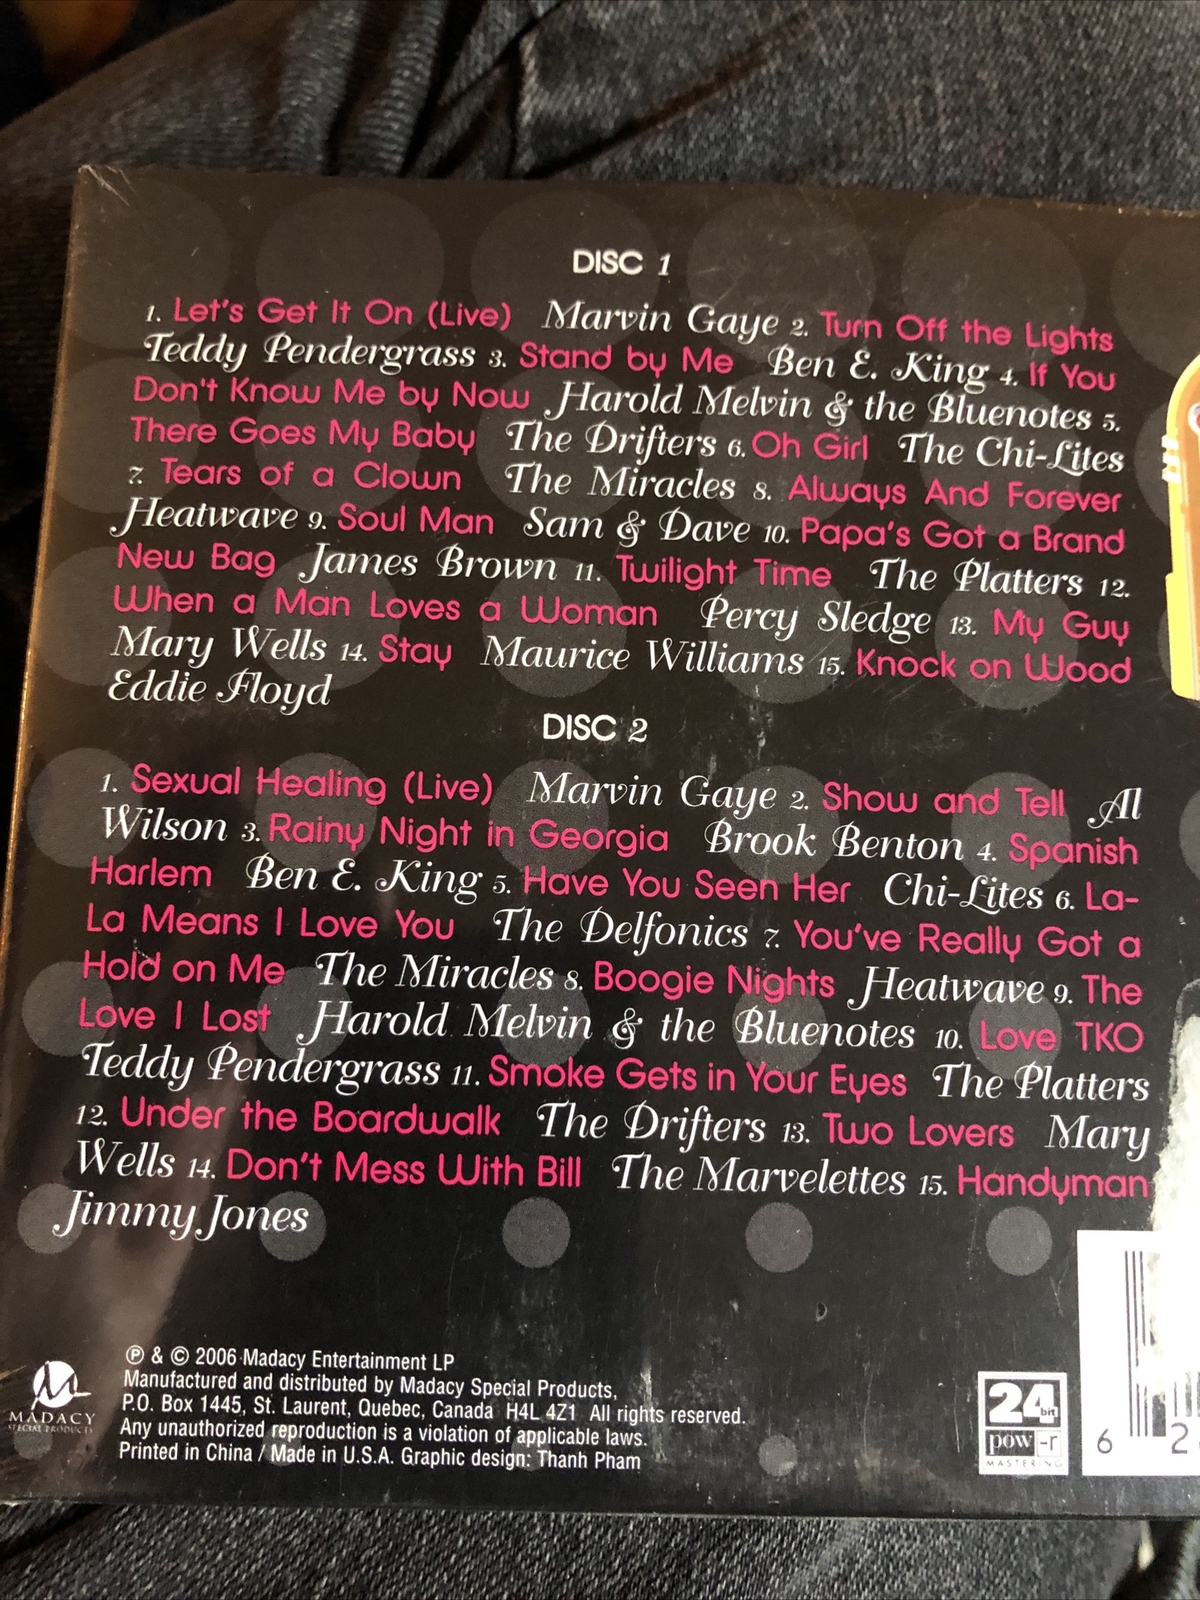 DISC 1
1. Let's Get It On (Live) Marvin Gaye 2. Turn Off the Lights
Teddy Pendergrass 3. Stand by Me Ben E. King 4. If You
Don't Know Me by Now Harold Melvin & the Bluenotes 5.
There Goes My Baby The Drifters 6. Oh Girl The Chi-Lites
7. Tears of a Clown The Miracles 8. Always And Forever
Heatwave 9. Soul Man Sam & Dave 10. Papa's Got a Brand
New Bag James Brown 11. Twilight Time The Platters 12.
When a Man Loves a Woman Percy Sledge 13. My Guy
Mary Wells 14. Stay Maurice Williams 15. Knock on Wood
Eddie Floyd
DISC 2
1. Sexual Healing (Live) Marvin Gaye 2. Show and Tell Al
Wilson 3. Rainy Night in Georgia Brook Benton 4. Spanish
Harlem Ben E. King 5. Have You Seen Her Chi-Lites 6. La-
La Means I Love You The Delfonics 7. You've Really Got a
Hold on Me The Miracles 8. Boogie Nights Heatwave 9. The
Love I Lost Harold Melvin & the Bluenotes 10. Love TKO
Teddy Pendergrass 11. Smoke Gets in Your Eyes The Platters
12. Under the Boardwalk The Drifters 13. Two Lovers Mary
Wells 14. Don't Mess With Bill The Marvelettes 15. Handyman
Jimmy Jones
℗ & © 2006 Madacy Entertainment LP
Manufactured and distributed by Madacy Special Products,
P.O. Box 1445, St. Laurent, Quebec, Canada H4L 4Z1 All rights reserved.
Any unauthorized reproduction is a violation of applicable laws.
Printed in China / Made in U.S.A. Graphic design: Thanh Pham
MADACY
SPECIAL PRODUCTS
24 bit
pow-r
MASTERING
6 2